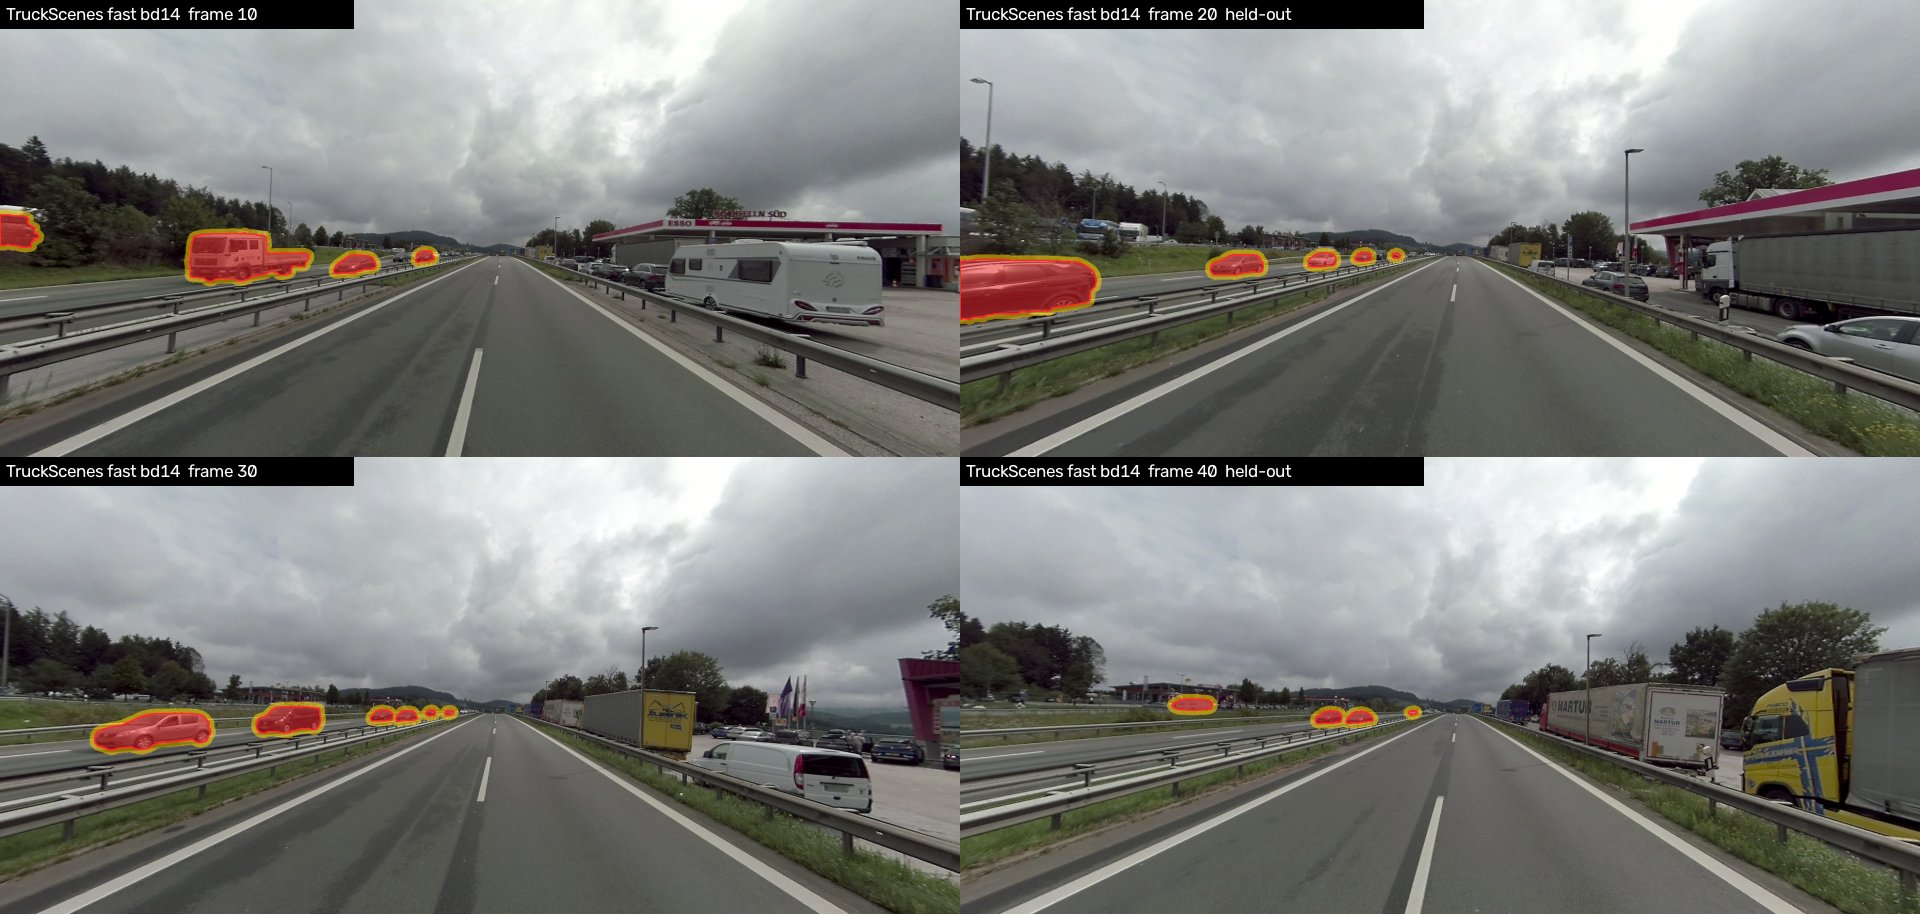 TruckScenes fast bd14 frame 10
TruckScenes fast bd14 frame 20 held-out
ESSO
TruckScenes fast bd14 frame 30
TruckScenes fast bd14 frame 40 held-out
MARTUR
MARTUR